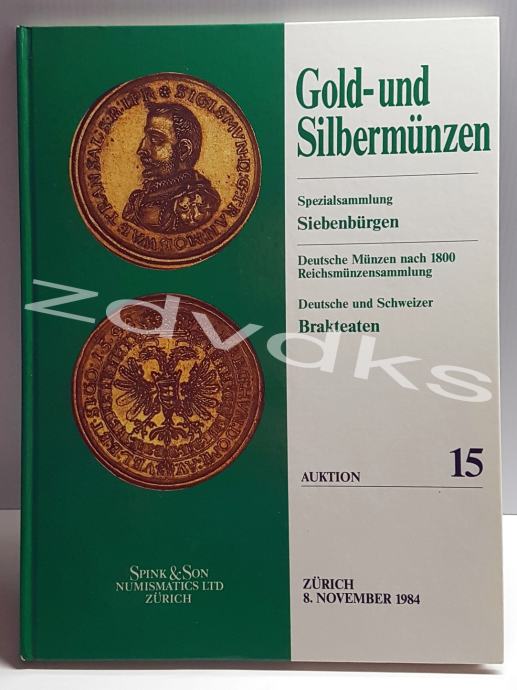 Gold-und
Silbermünzen
Spezialsammlung
Siebenbürgen
Deutsche Münzen nach 1800
Reichsmünzensammlung
Deutsche und Schweizer
Brakteaten
AUKTION 15
ZÜRICH
8. NOVEMBER 1984
SPINK & SON
NUMISMATICS LTD
ZÜRICH
zdvdks